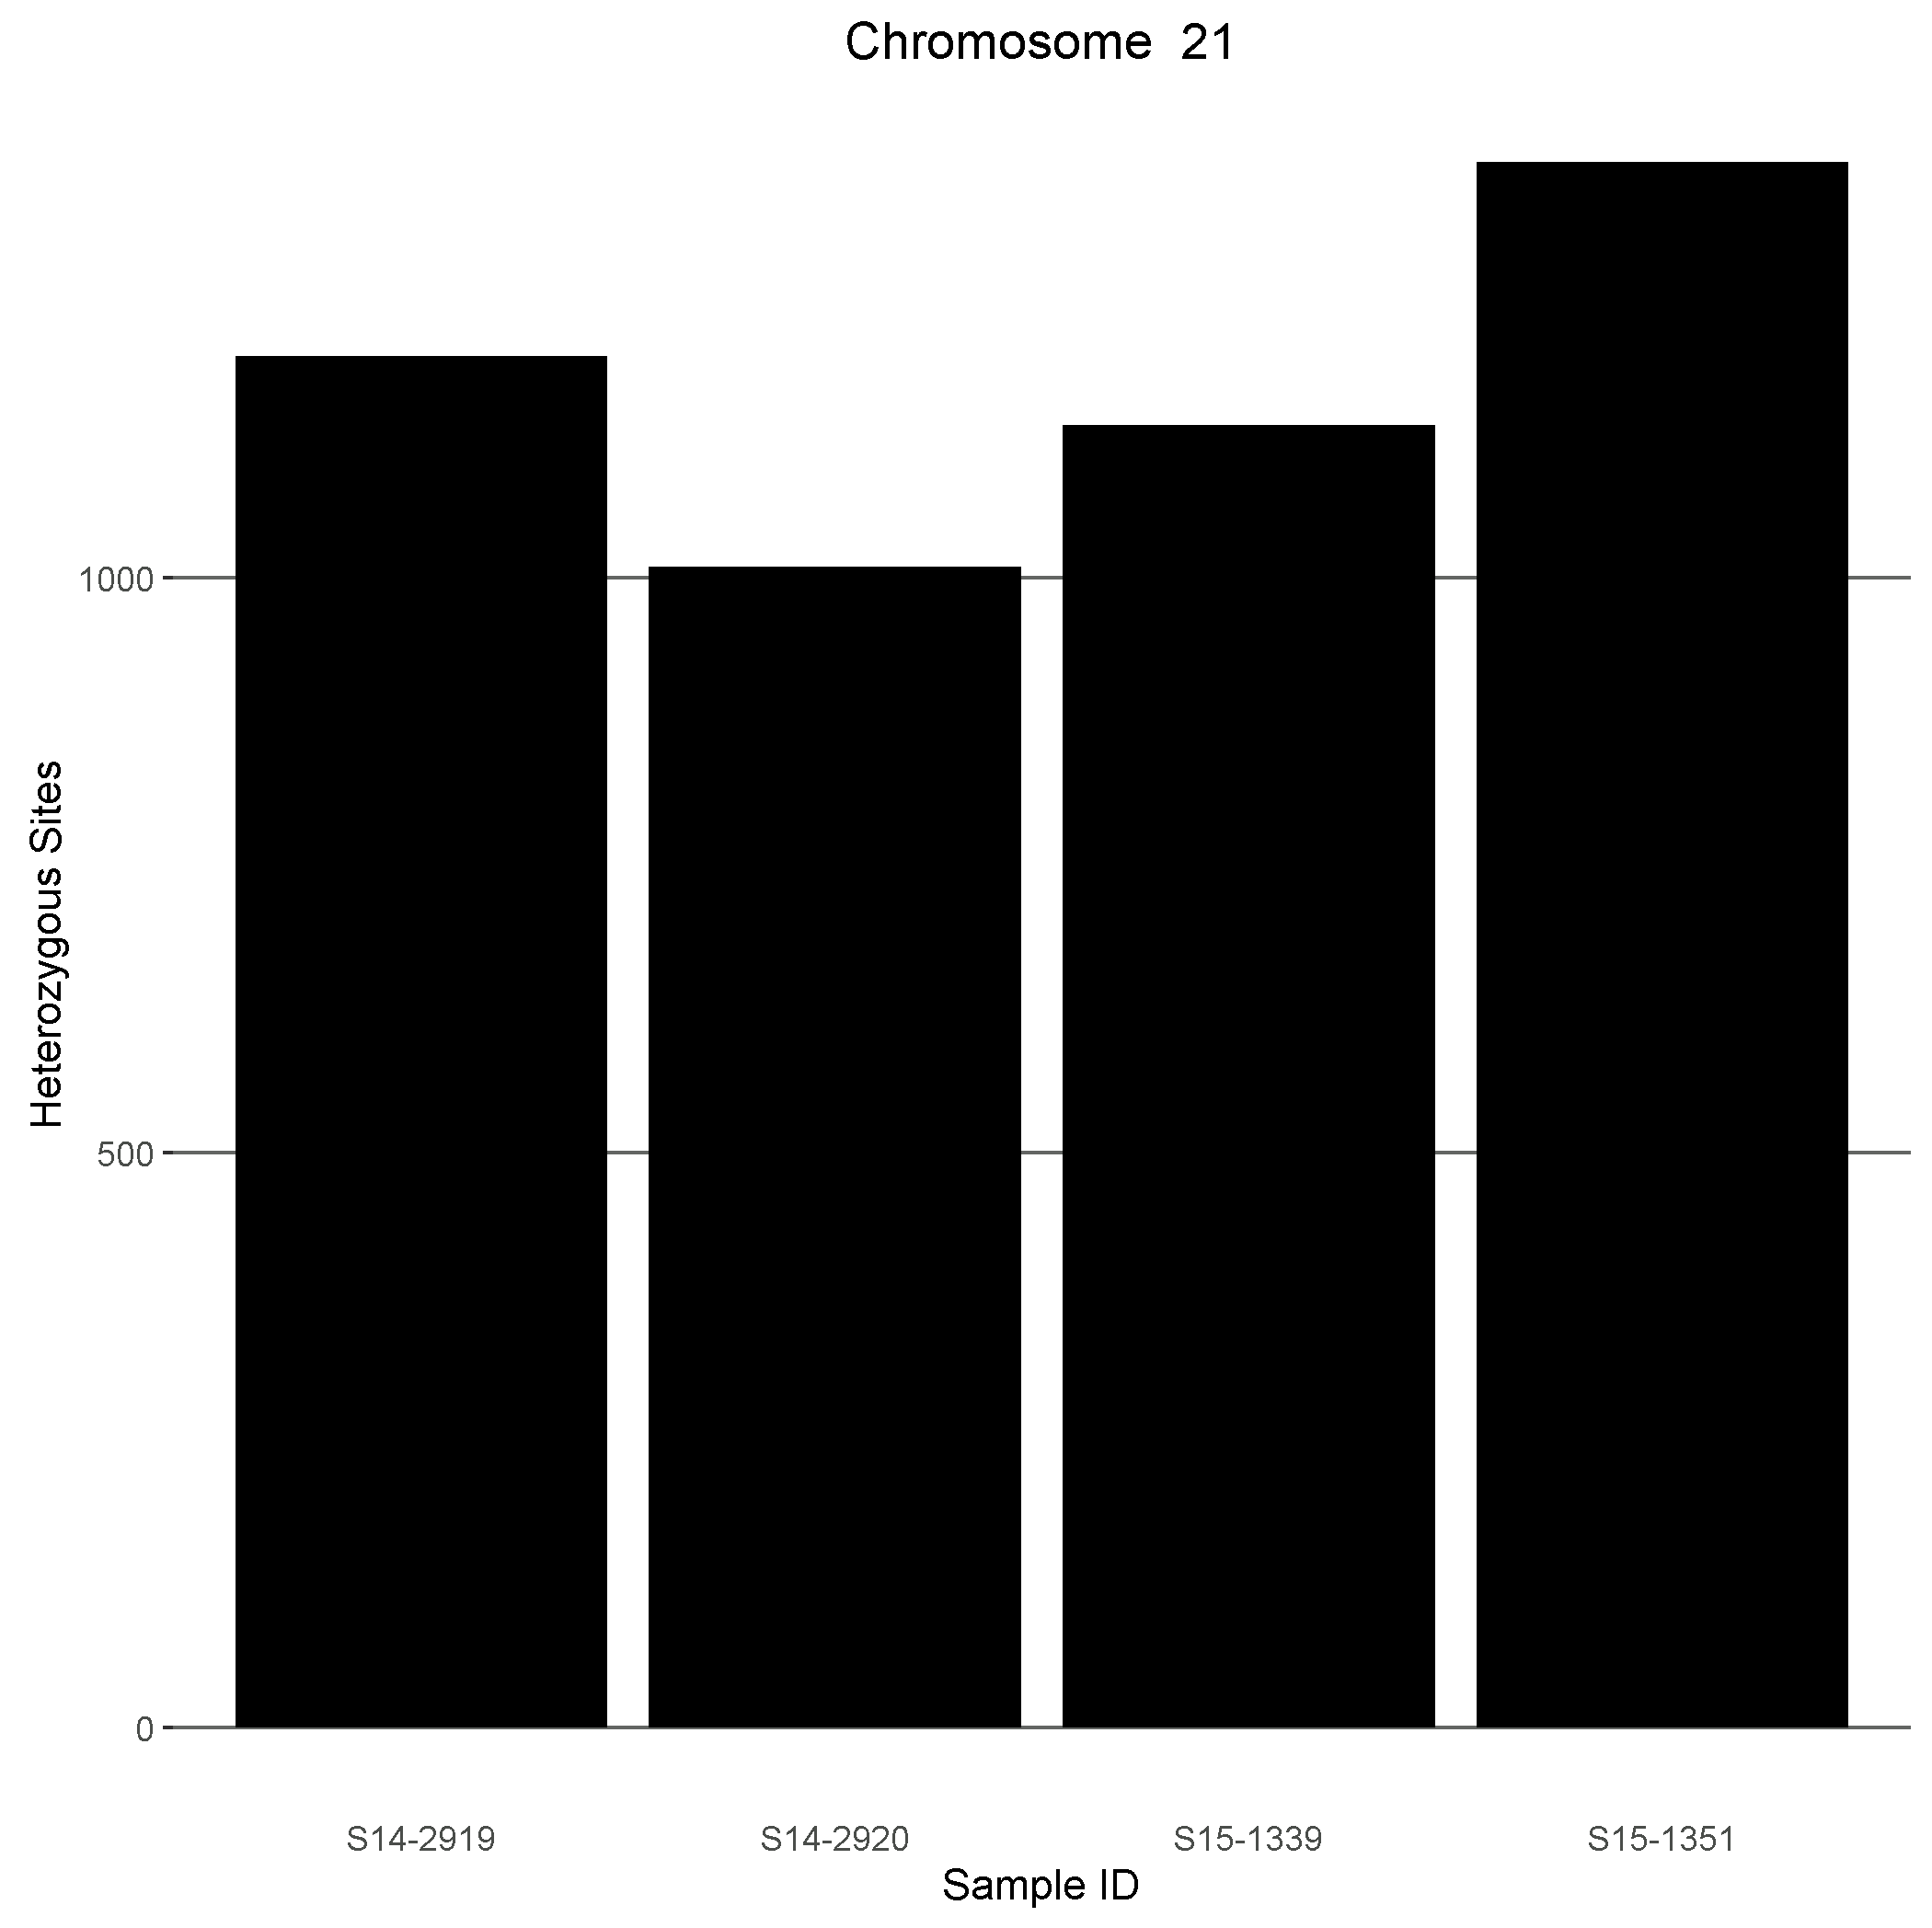 Chromosome  21
Heterozygous Sites
1000
500
0
S14-2919
S14-2920
S15-1339
S15-1351
Sample ID